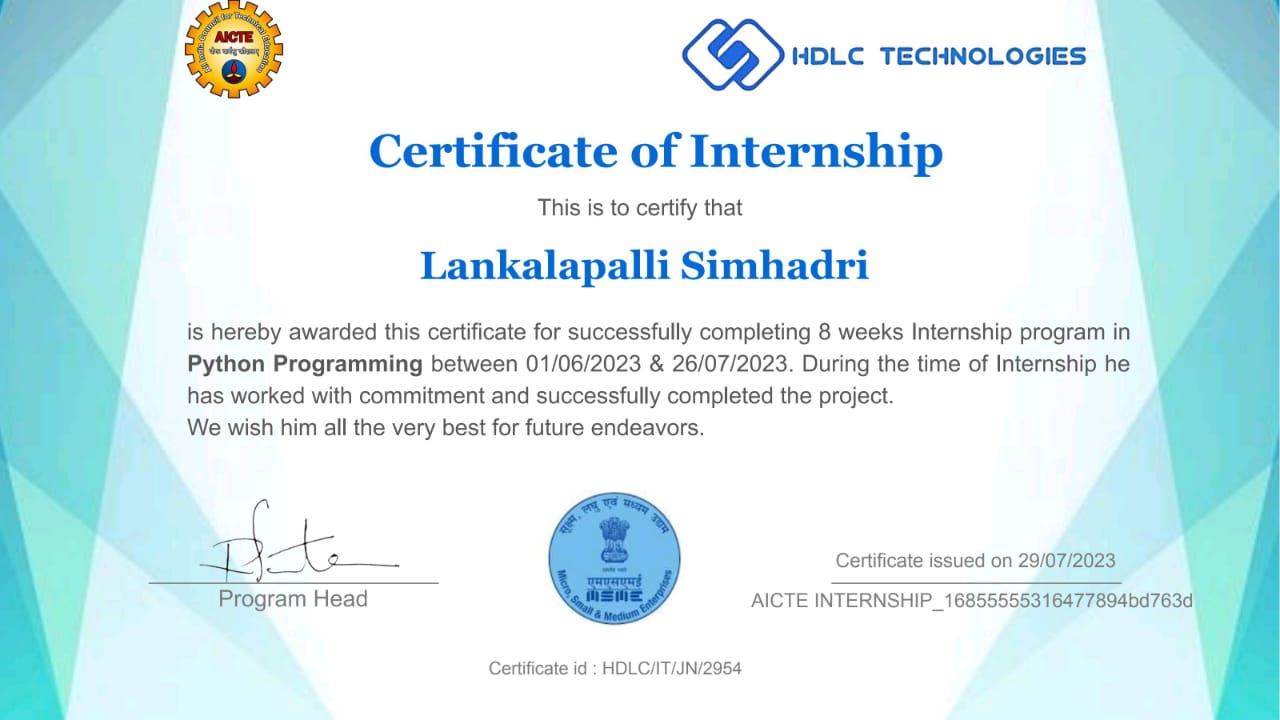 All India Council for Technical Education
AICTE
HDLC TECHNOLOGIES
Certificate of Internship
This is to certify that
Lankalapalli Simhadri
is hereby awarded this certificate for successfully completing 8 weeks Internship program in
Python Programming between 01/06/2023 & 26/07/2023. During the time of Internship he
has worked with commitment and successfully completed the project.
We wish him all the very best for future endeavors.
सूक्ष्म, लघु एवं मध्यम उद्यम
एमएसएमई
MSME
Micro, Small & Medium Enterprises
Program Head
Certificate issued on 29/07/2023
AICTE INTERNSHIP_16855555316477894bd763d
Certificate id : HDLC/IT/JN/2954